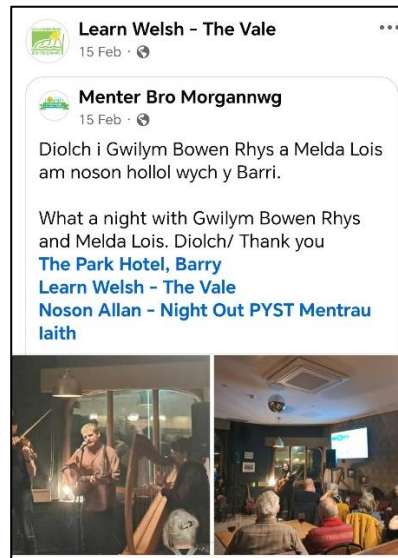 Learn Welsh - The Vale
15 Feb ·
Menter Bro Morgannwg
15 Feb ·
Diolch i Gwilym Bowen Rhys a Melda Lois
am noson hollol wych y Barri.
What a night with Gwilym Bowen Rhys
and Melda Lois. Diolch/ Thank you
The Park Hotel, Barry
Learn Welsh - The Vale
Noson Allan - Night Out PYST Mentrau
Iaith